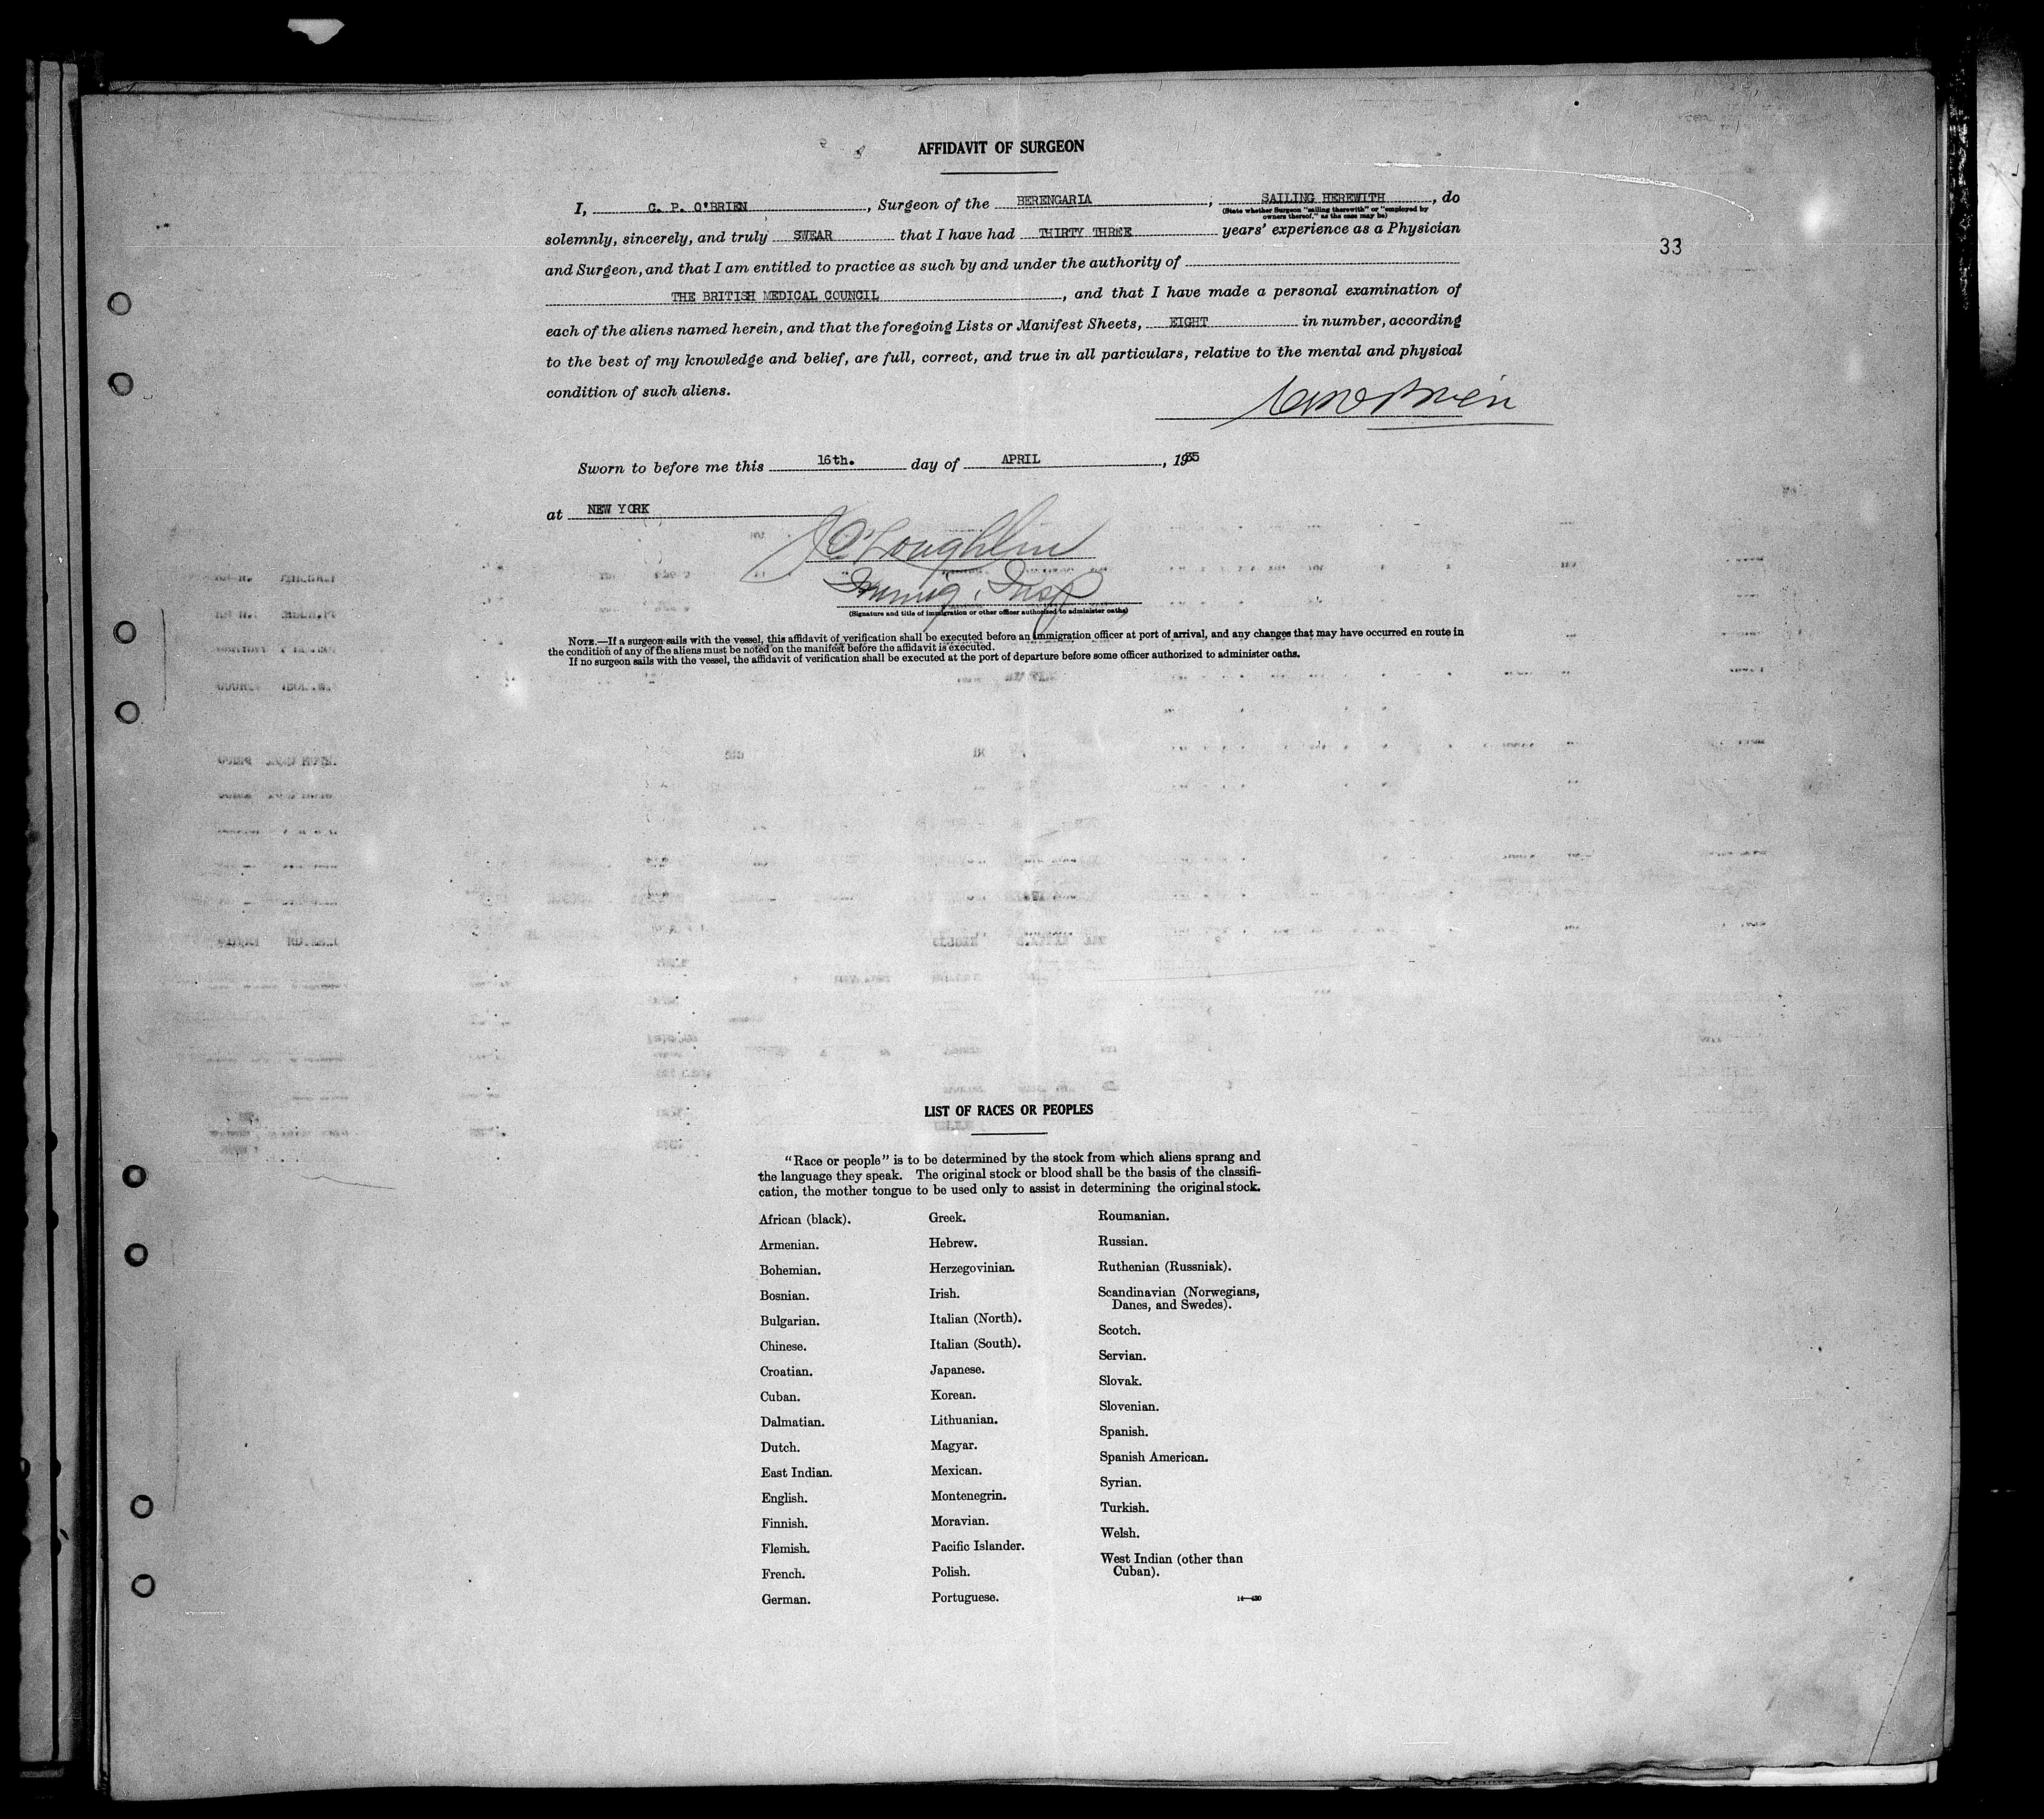 AFFIDAVIT OF SURGEON
I, C. P. O'BRIEN, Surgeon of the BERENGARIA, SAILING HEREWITH, do
(State whether Surgeon "sailing therewith" or "employed by
owners thereof," as the case may be)
solemnly, sincerely, and truly SWEAR that I have had THIRTY THREE years' experience as a Physician
33
and Surgeon, and that I am entitled to practice as such by and under the authority of
THE BRITISH MEDICAL COUNCIL, and that I have made a personal examination of
each of the aliens named herein, and that the foregoing Lists or Manifest Sheets, EIGHT in number, according
to the best of my knowledge and belief, are full, correct, and true in all particulars, relative to the mental and physical
condition of such aliens.
O'Brien
Sworn to before me this 16th. day of APRIL, 1935
at NEW YORK
J O'Loughlin
Immig. Insp
(Signature and title of immigration or other officer authorized to administer oaths)
NOTE.—If a surgeon sails with the vessel, this affidavit of verification shall be executed before an immigration officer at port of arrival, and any changes that may have occurred en route in
the condition of any of the aliens must be noted on the manifest before the affidavit is executed.
If no surgeon sails with the vessel, the affidavit of verification shall be executed at the port of departure before some officer authorized to administer oaths.
LIST OF RACES OR PEOPLES
"Race or people" is to be determined by the stock from which aliens sprang and
the language they speak. The original stock or blood shall be the basis of the classifi-
cation, the mother tongue to be used only to assist in determining the original stock.
African (black).
Armenian.
Bohemian.
Bosnian.
Bulgarian.
Chinese.
Croatian.
Cuban.
Dalmatian.
Dutch.
East Indian.
English.
Finnish.
Flemish.
French.
German.
Greek.
Hebrew.
Herzegovinian.
Irish.
Italian (North).
Italian (South).
Japanese.
Korean.
Lithuanian.
Magyar.
Mexican.
Montenegrin.
Moravian.
Pacific Islander.
Polish.
Portuguese.
Roumanian.
Russian.
Ruthenian (Russniak).
Scandinavian (Norwegians,
Danes, and Swedes).
Scotch.
Servian.
Slovak.
Slovenian.
Spanish.
Spanish American.
Syrian.
Turkish.
Welsh.
West Indian (other than
Cuban).
14—430